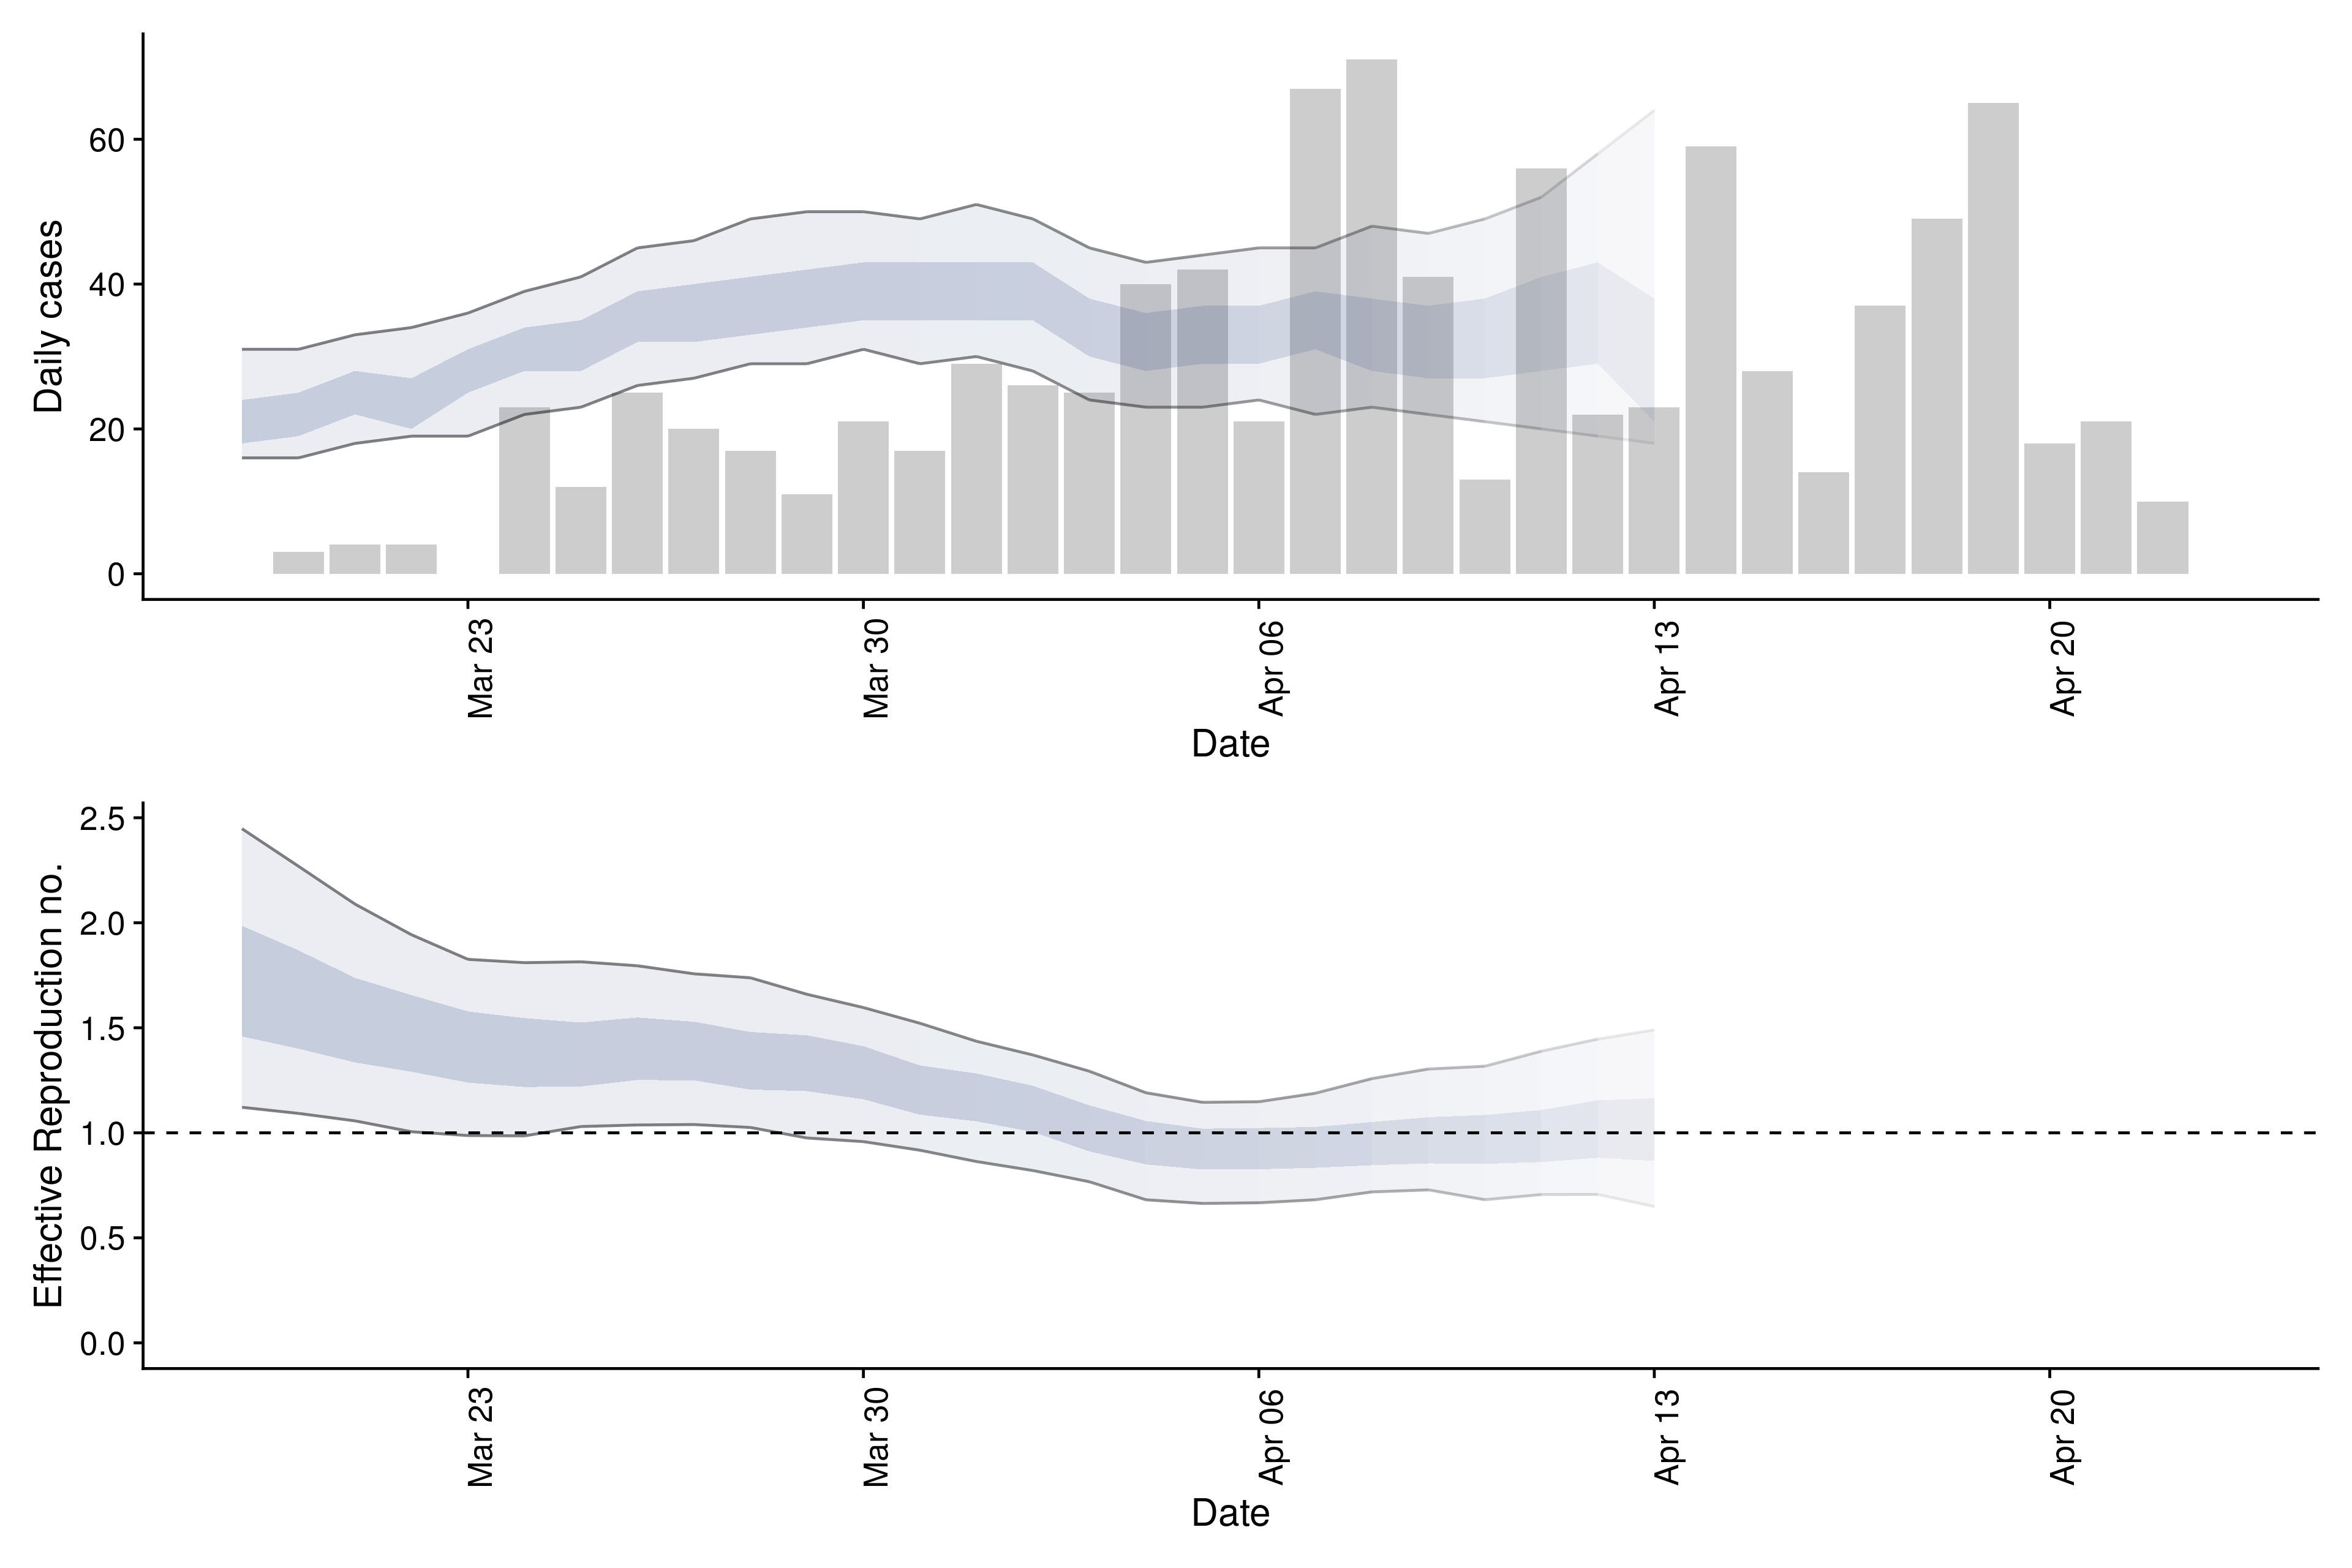 Daily cases
60
40
20
0
Mar 23
Mar 30
Apr 06
Apr 13
Apr 20
Date
Effective Reproduction no.
2.5
2.0
1.5
1.0
0.5
0.0
Mar 23
Mar 30
Apr 06
Apr 13
Apr 20
Date